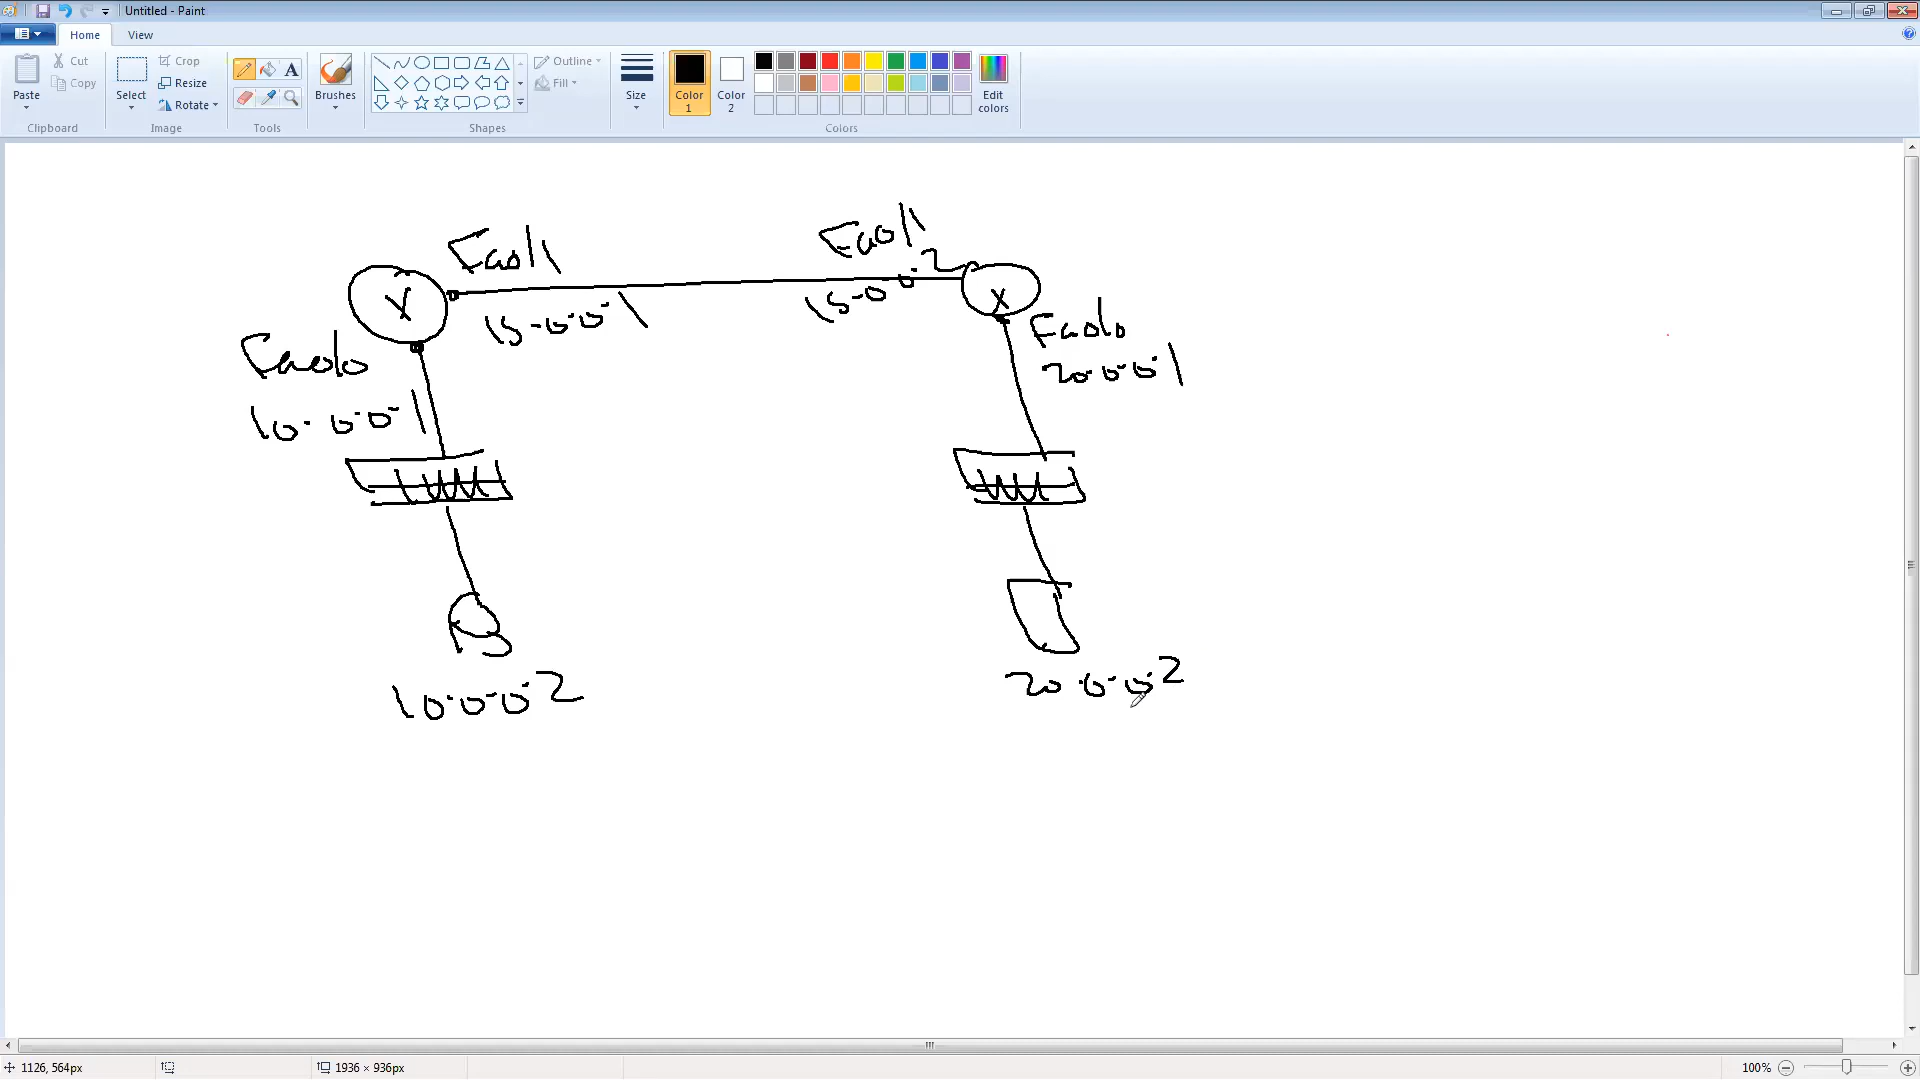 Untitled - Paint
Home
View
Paste
Cut
Copy
Clipboard
Select
Crop
Resize
Rotate
Image
A
Tools
Brushes
Shapes
Outline
Fill
Size
Color 1
Color 2
Edit colors
Colors
Fa0/1
Fa0/1
15.0.0.1
15.0.0.2
Fa0/0
10.0.0.1
Fa0/0
20.0.0.1
10.0.0.2
20.0.0.2
1126, 564px
1936 × 936px
100%